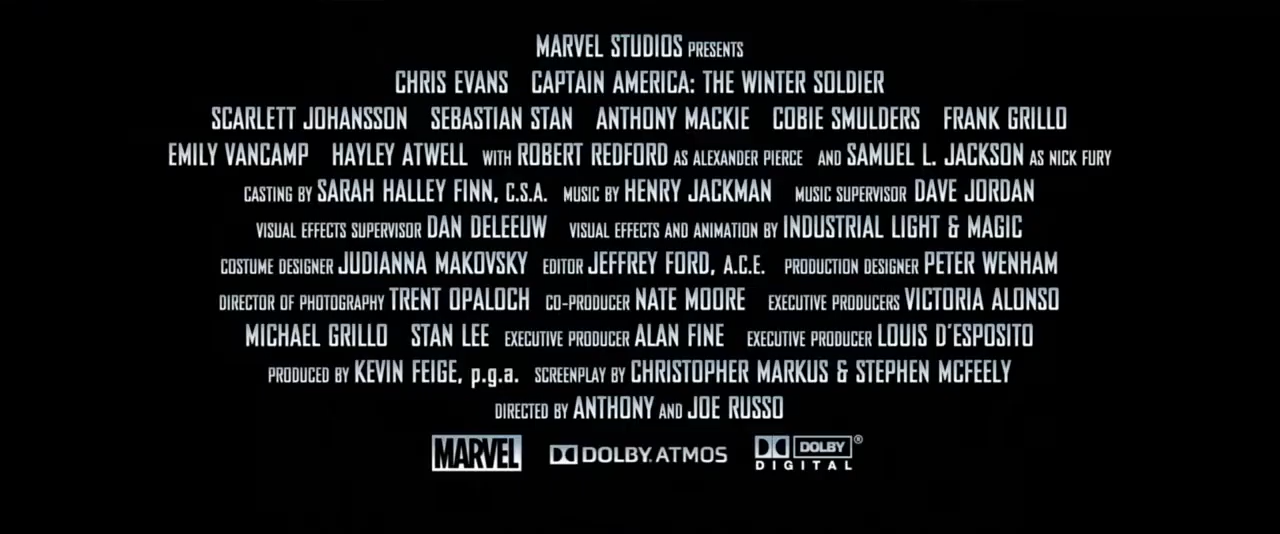 MARVEL STUDIOS PRESENTS
CHRIS EVANS CAPTAIN AMERICA: THE WINTER SOLDIER
SCARLETT JOHANSSON SEBASTIAN STAN ANTHONY MACKIE COBIE SMULDERS FRANK GRILLO
EMILY VANCAMP HAYLEY ATWELL WITH ROBERT REDFORD AS ALEXANDER PIERCE AND SAMUEL L. JACKSON AS NICK FURY
CASTING BY SARAH HALLEY FINN, C.S.A. MUSIC BY HENRY JACKMAN MUSIC SUPERVISOR DAVE JORDAN
VISUAL EFFECTS SUPERVISOR DAN DELEEUW VISUAL EFFECTS AND ANIMATION BY INDUSTRIAL LIGHT & MAGIC
COSTUME DESIGNER JUDIANNA MAKOVSKY EDITOR JEFFREY FORD, A.C.E. PRODUCTION DESIGNER PETER WENHAM
DIRECTOR OF PHOTOGRAPHY TRENT OPALOCH CO-PRODUCER NATE MOORE EXECUTIVE PRODUCERS VICTORIA ALONSO
MICHAEL GRILLO STAN LEE EXECUTIVE PRODUCER ALAN FINE EXECUTIVE PRODUCER LOUIS D'ESPOSITO
PRODUCED BY KEVIN FEIGE, p.g.a. SCREENPLAY BY CHRISTOPHER MARKUS & STEPHEN MCFEELY
DIRECTED BY ANTHONY AND JOE RUSSO
MARVEL DOLBY ATMOS DOLBY®
DIGITAL